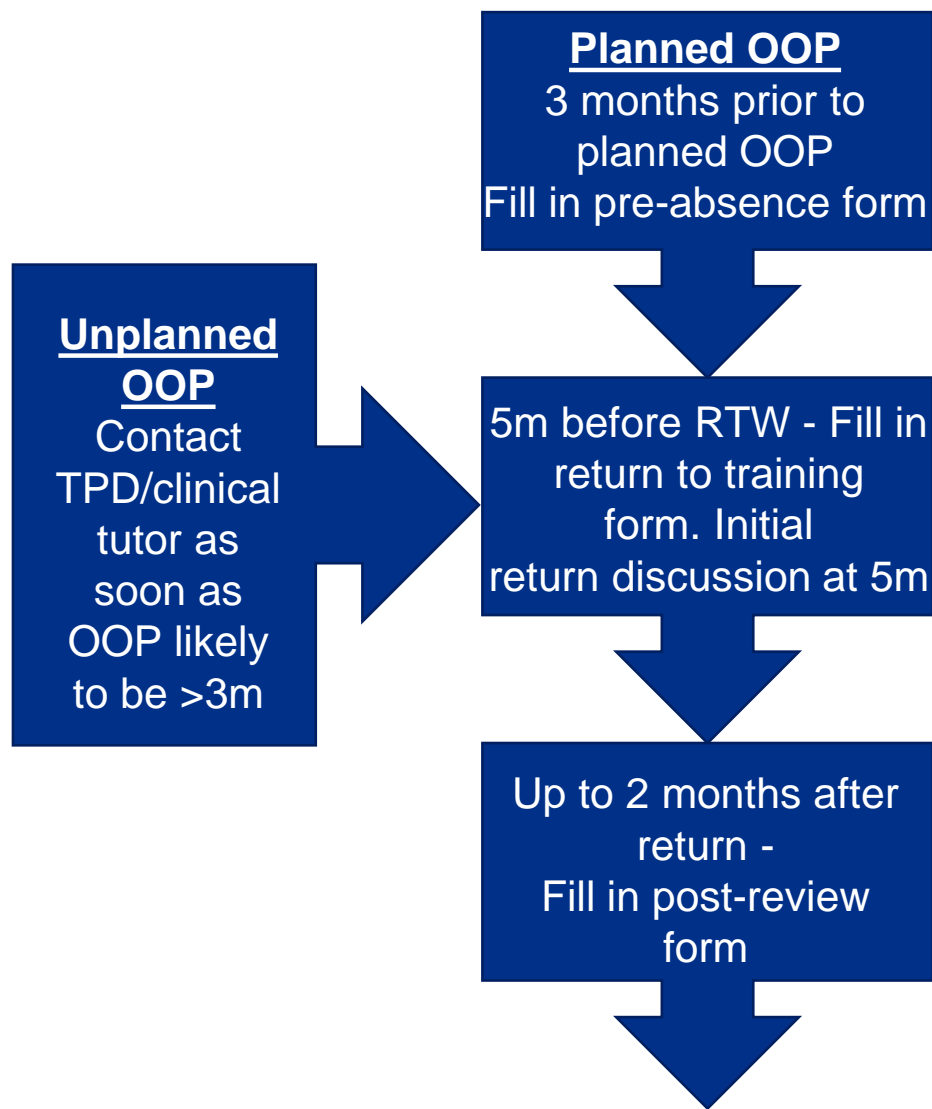 Planned OOP
3 months prior to
planned OOP
Fill in pre-absence form
Unplanned
OOP
Contact
TPD/clinical
tutor as
soon as
OOP likely
to be >3m
5m before RTW - Fill in
return to training
form. Initial
return discussion at 5m
Up to 2 months after
return -
Fill in post-review
form